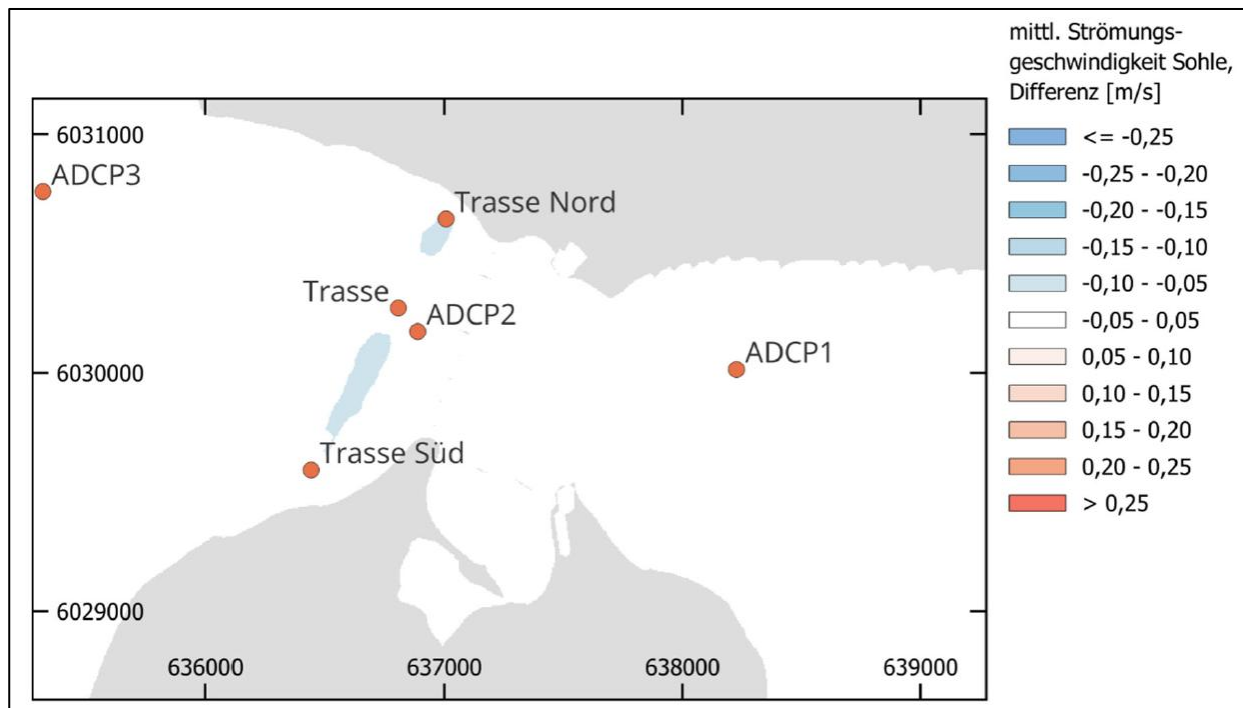 mittl. Strömungs-
geschwindigkeit Sohle,
Differenz [m/s]
<= -0,25
-0,25 - -0,20
-0,20 - -0,15
-0,15 - -0,10
-0,10 - -0,05
-0,05 - 0,05
0,05 - 0,10
0,10 - 0,15
0,15 - 0,20
0,20 - 0,25
> 0,25
6031000
ADCP3
Trasse Nord
Trasse
ADCP2
ADCP1
6030000
Trasse Süd
6029000
636000
637000
638000
639000